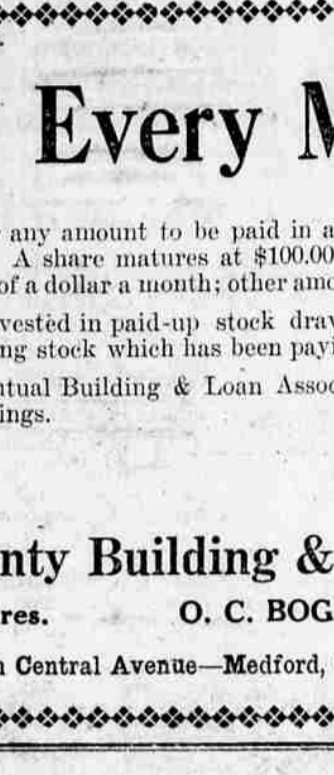 Every M
any amount to be paid in a
A share matures at $100.00
of a dollar a month; other amo
vested in paid-up stock draw
ng stock which has been payi
utual Building & Loan Assoc
ings.
nty Building &
res. O. C. BOG
n Central Avenue—Medford,